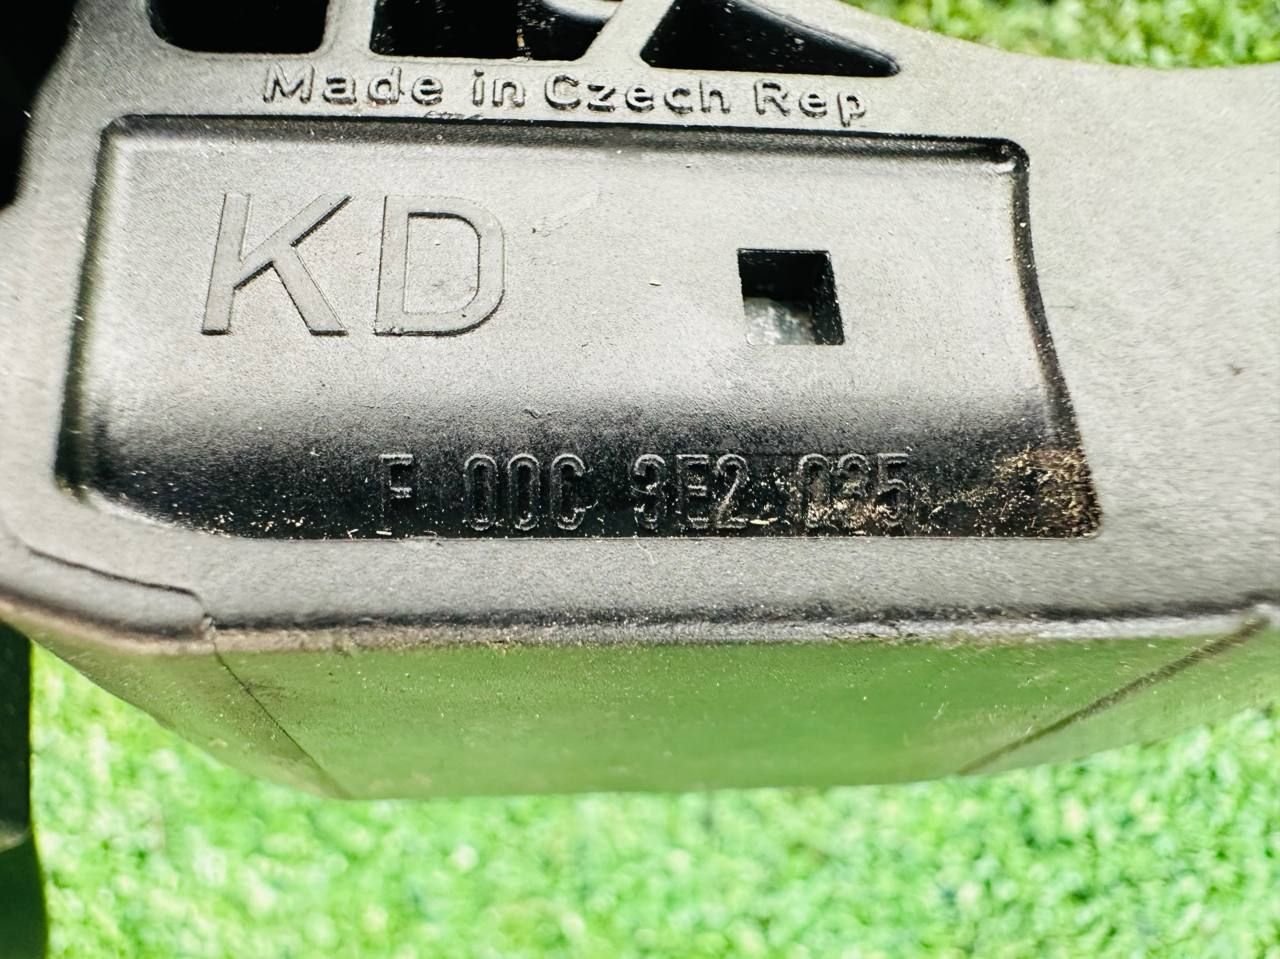 Made in Czech Rep
KD
F 00C 3E2 035